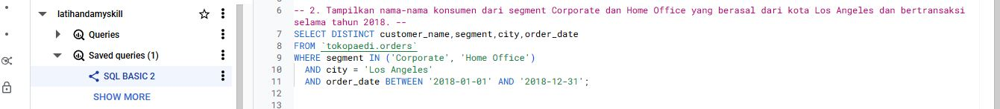 latihandamyskill
Queries
Saved queries (1)
SQL BASIC 2
SHOW MORE
6 -- 2. Tampilkan nama-nama konsumen dari segment Corporate dan Home Office yang berasal dari kota Los Angeles dan bertransaksi
selama tahun 2018. --
7 SELECT DISTINCT customer_name,segment,city,order_date
8 FROM `tokopaedi.orders`
9 WHERE segment IN ('Corporate', 'Home Office')
10 AND city = 'Los Angeles'
11 AND order_date BETWEEN '2018-01-01' AND '2018-12-31';
12
13